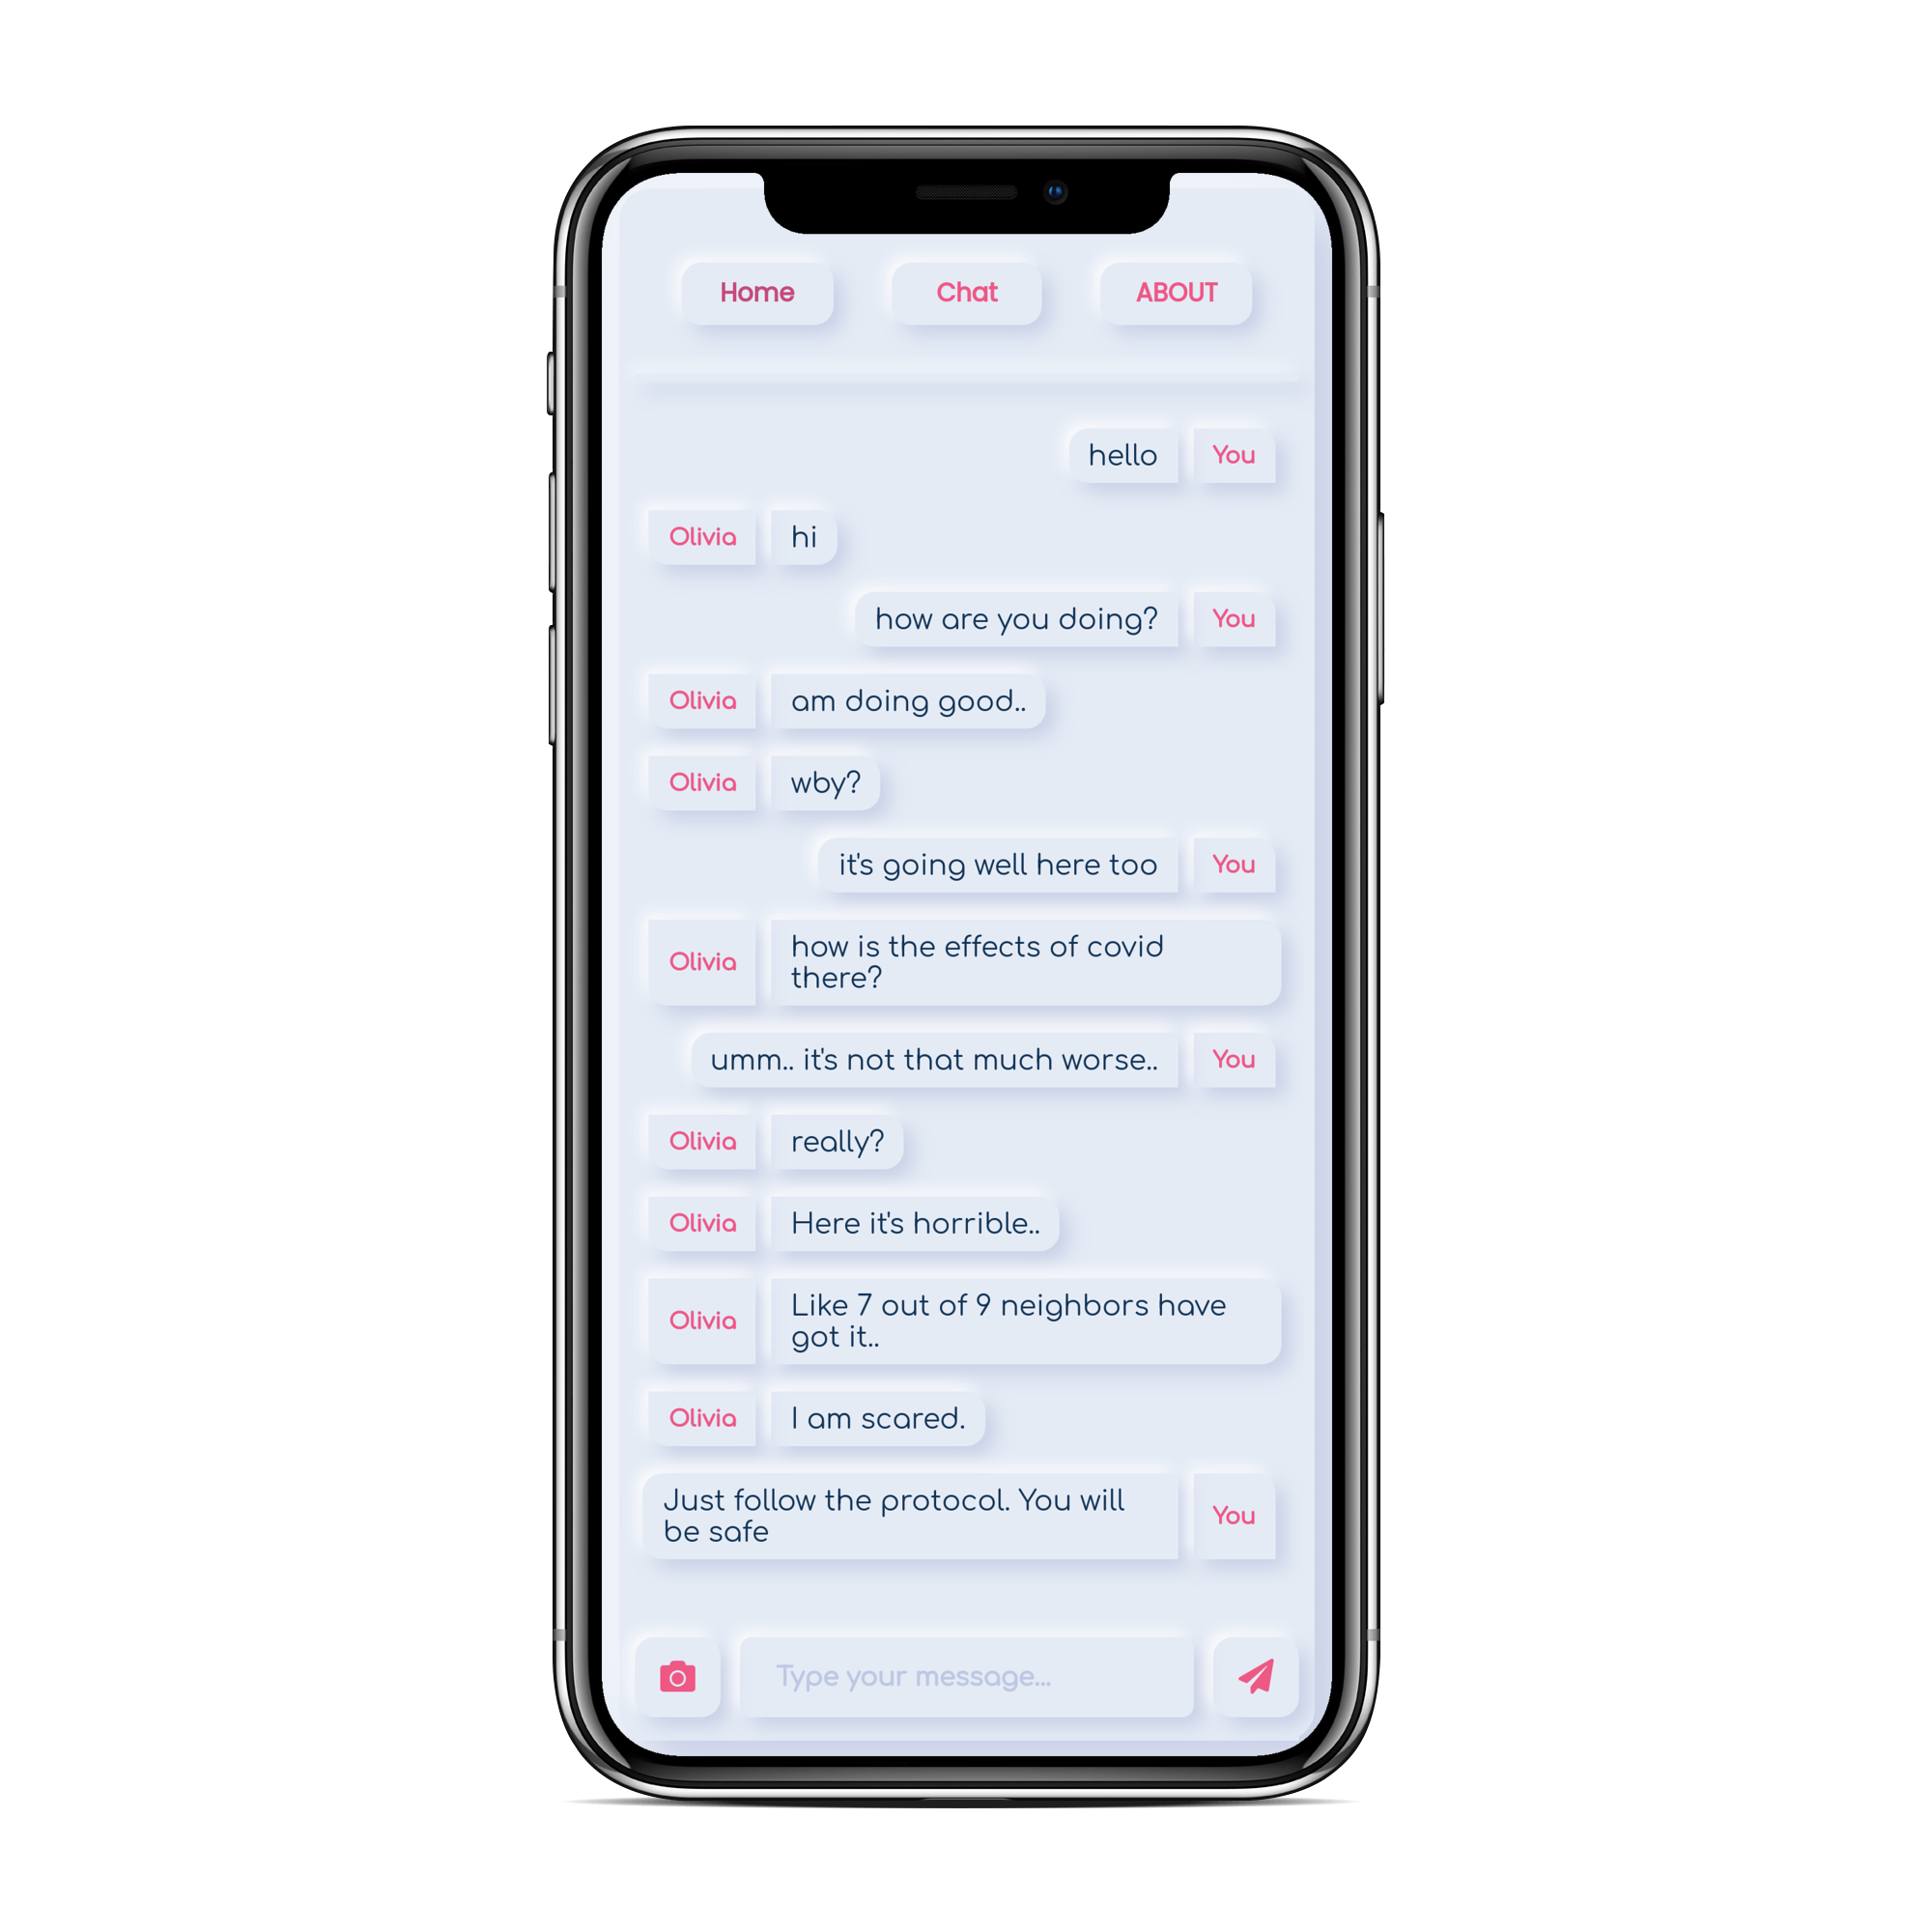 Home Chat ABOUT
hello You
Olivia hi
how are you doing? You
Olivia am doing good..
Olivia wby?
it's going well here too You
Olivia how is the effects of covid
there?
umm.. it's not that much worse.. You
Olivia really?
Olivia Here it's horrible..
Olivia Like 7 out of 9 neighbors have
got it..
Olivia I am scared.
Just follow the protocol. You will
be safe You
Type your message...